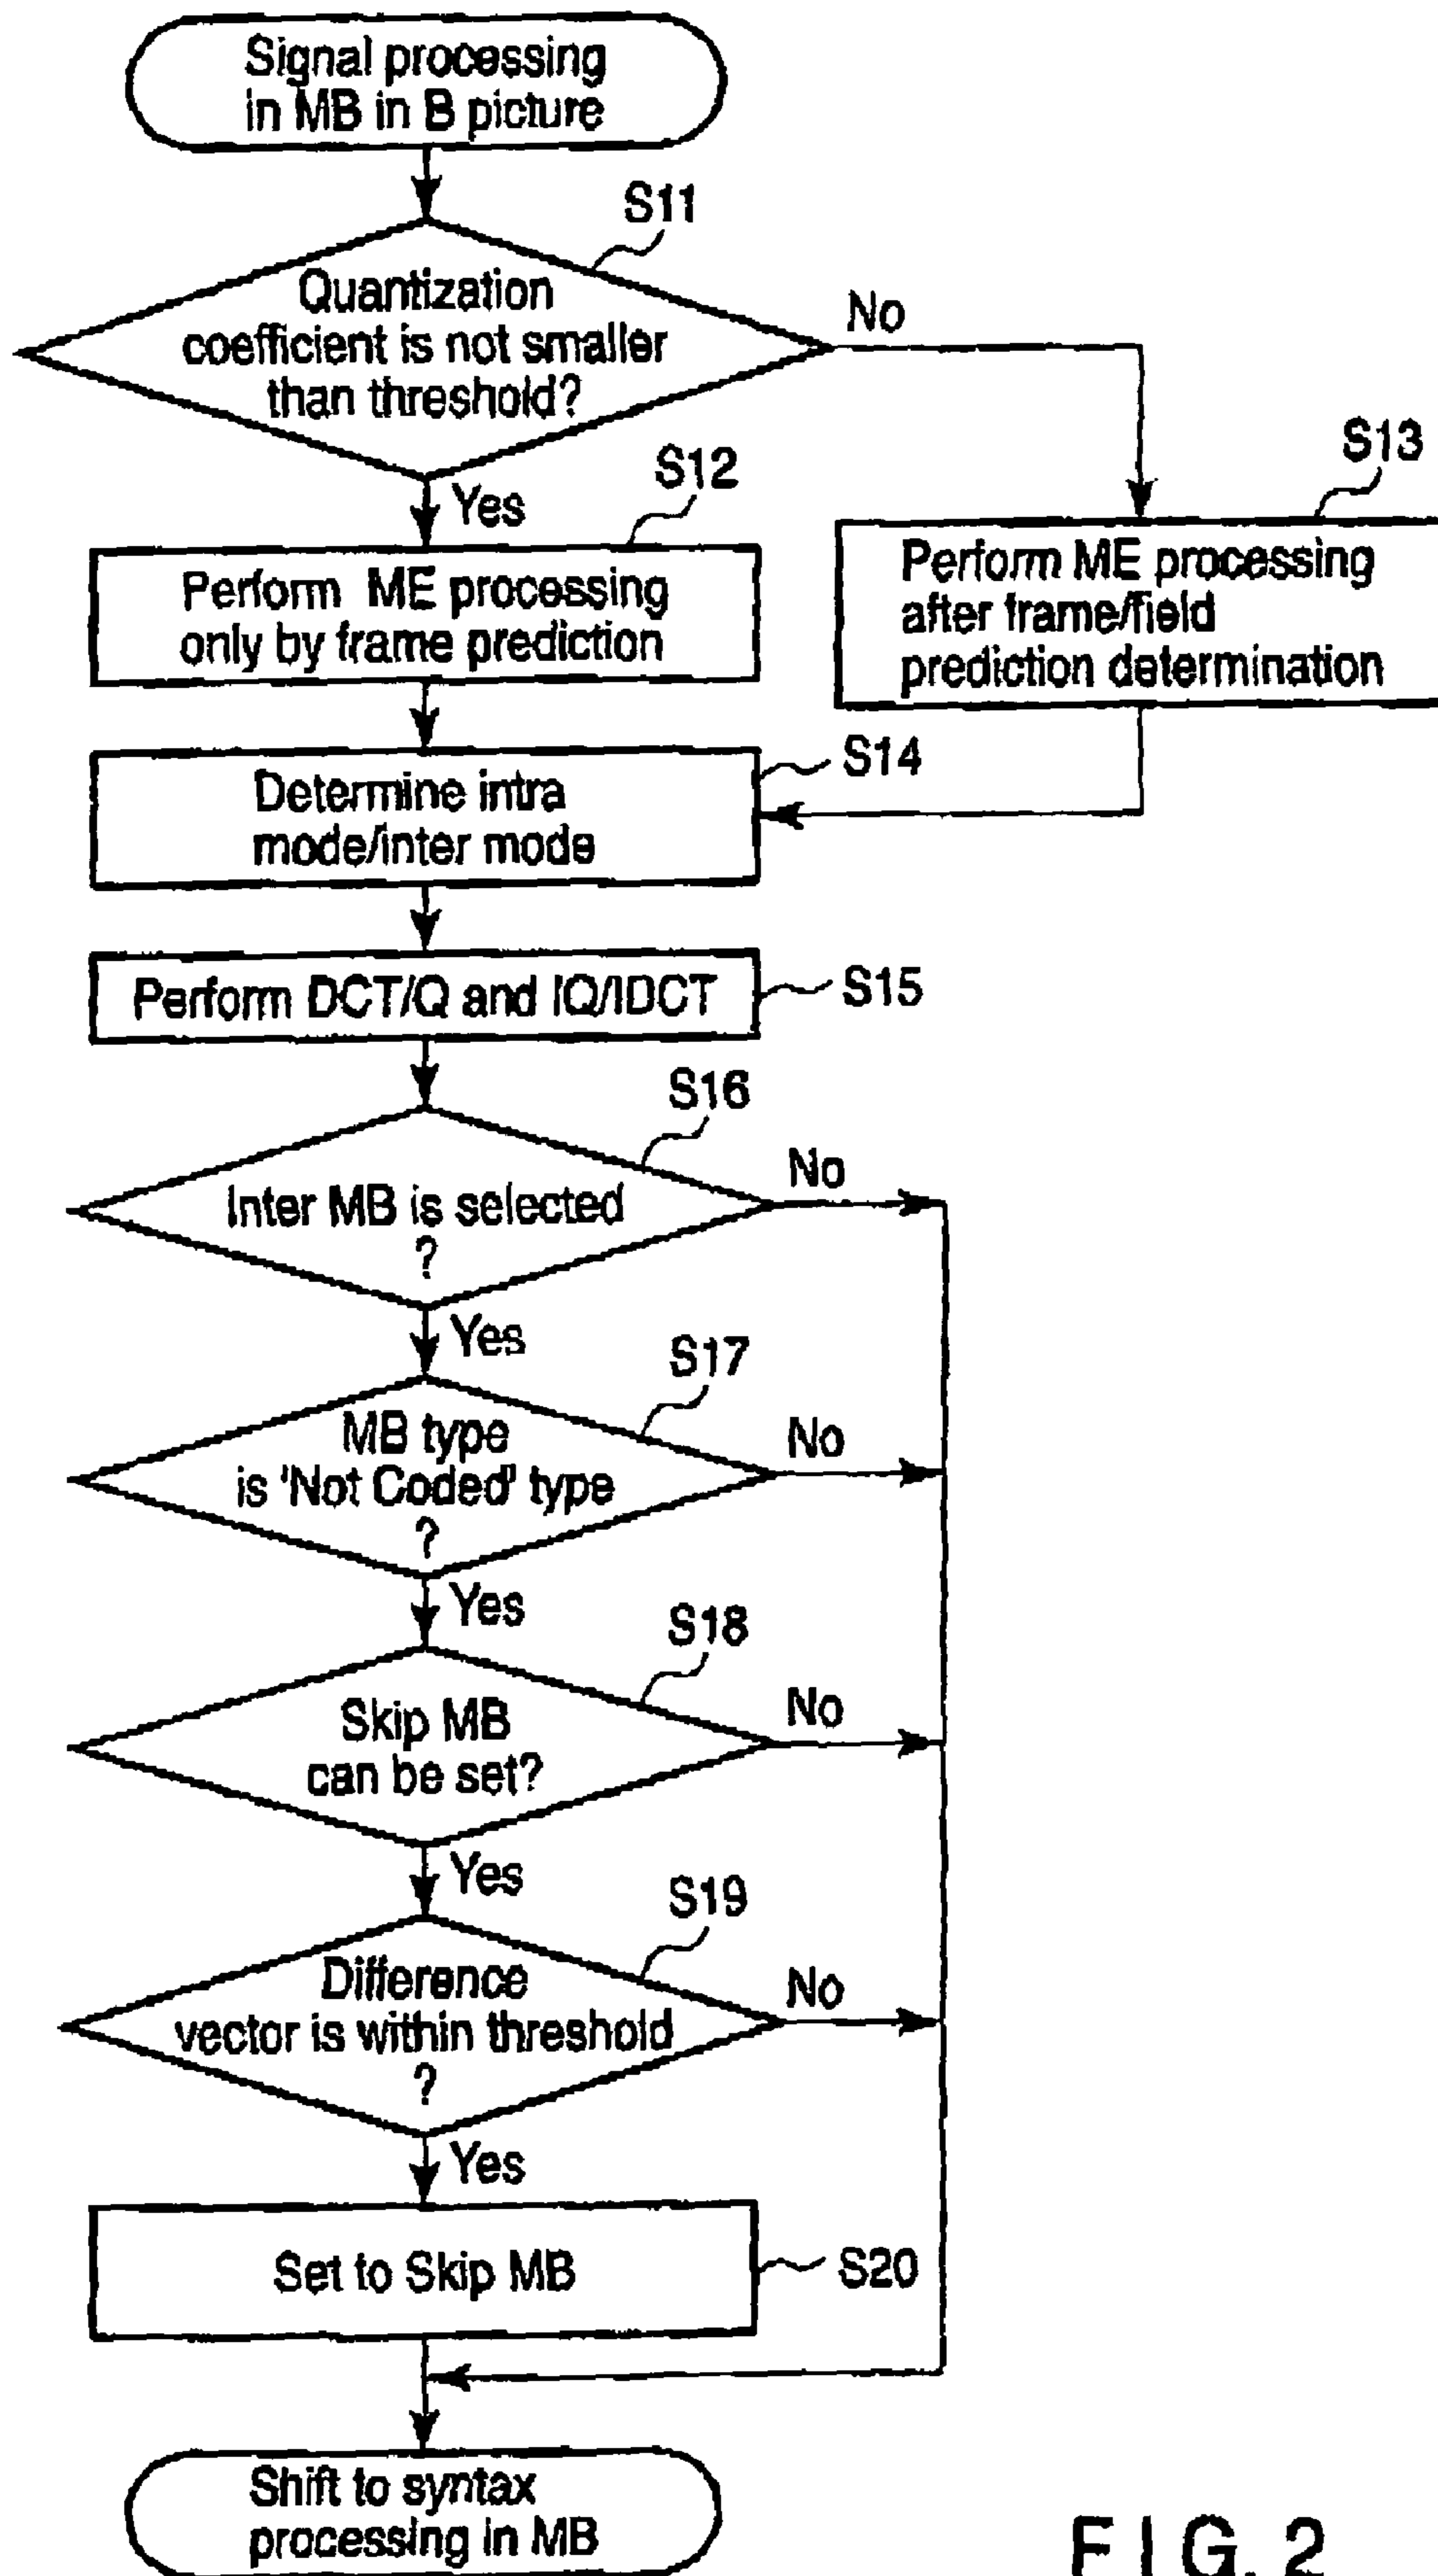 Signal processing
in MB in B picture
S11
Quantization
coefficient is not smaller
than threshold?
No
Yes
S12
S13
Perform ME processing
only by frame prediction
Perform ME processing
after frame/field
prediction determination
S14
Determine intra
mode/inter mode
Perform DCT/Q and IQ/IDCT
S15
S16
Inter MB is selected
?
No
Yes
S17
MB type
is 'Not Coded' type
?
No
Yes
S18
Skip MB
can be set?
No
Yes
S19
Difference
vector is within threshold
?
No
Yes
Set to Skip MB
S20
Shift to syntax
processing in MB
FIG. 2